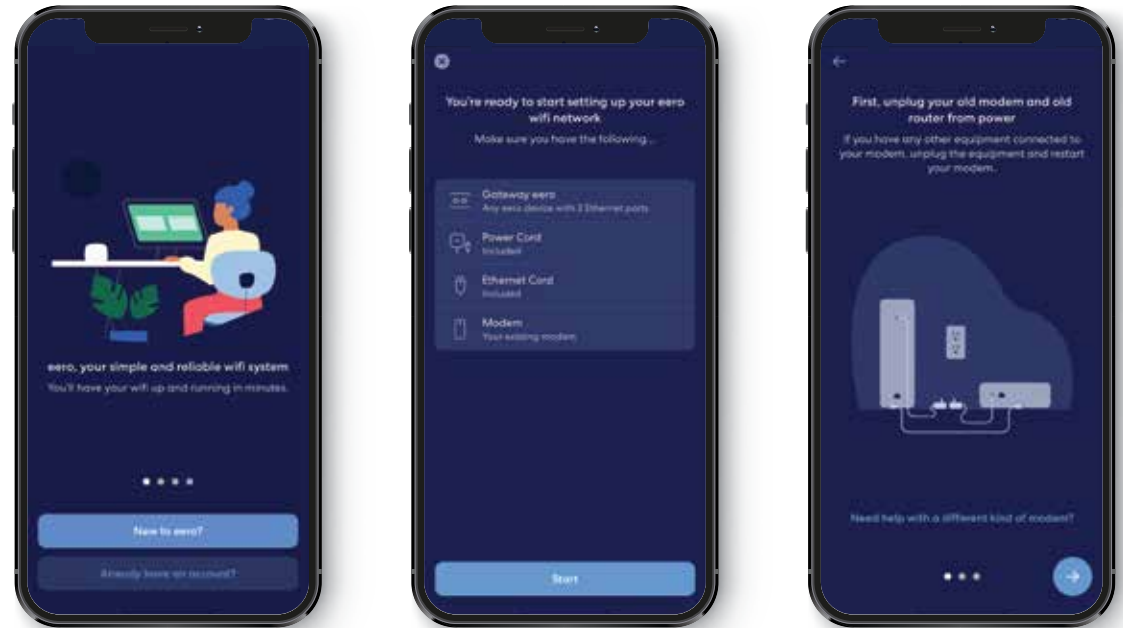 eero, your simple and reliable wifi system
You'll have your wifi up and running in minutes.
New to eero?
Already have an account?
You're ready to start setting up your eero
wifi network
Make sure you have the following...
Gateway eero
Any eero device with 2 Ethernet ports
Power Cord
Included
Ethernet Cord
Included
Modem
Your existing modem
Start
First, unplug your old modem and old
router from power
If you have any other equipment connected to
your modem, unplug the equipment and restart
your modem.
Need help with a different kind of modem?